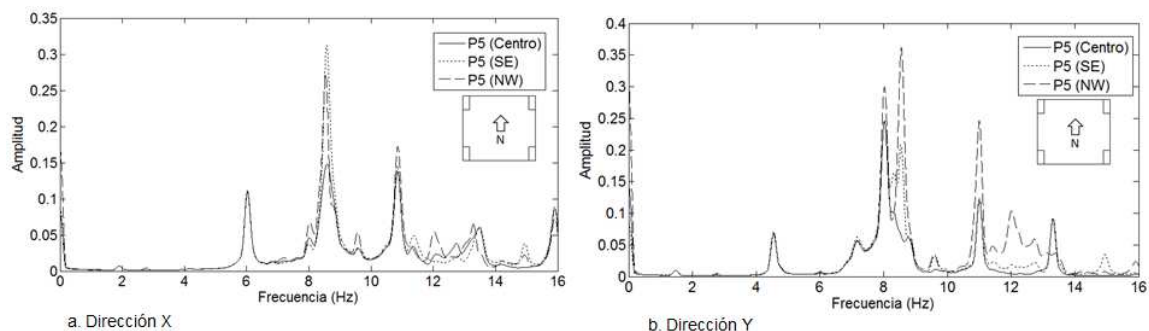 0.35
0.3
0.25
0.2
0.15
0.1
0.05
0
Amplitud
P5 (Centro)
P5 (SE)
P5 (NW)
N
0 2 4 6 8 10 12 14 16
Frecuencia (Hz)
a. Dirección X
0.4
0.35
0.3
0.25
0.2
0.15
0.1
0.05
0
Amplitud
P5 (Centro)
P5 (SE)
P5 (NW)
N
0 2 4 6 8 10 12 14 16
Frecuencia (Hz)
b. Dirección Y